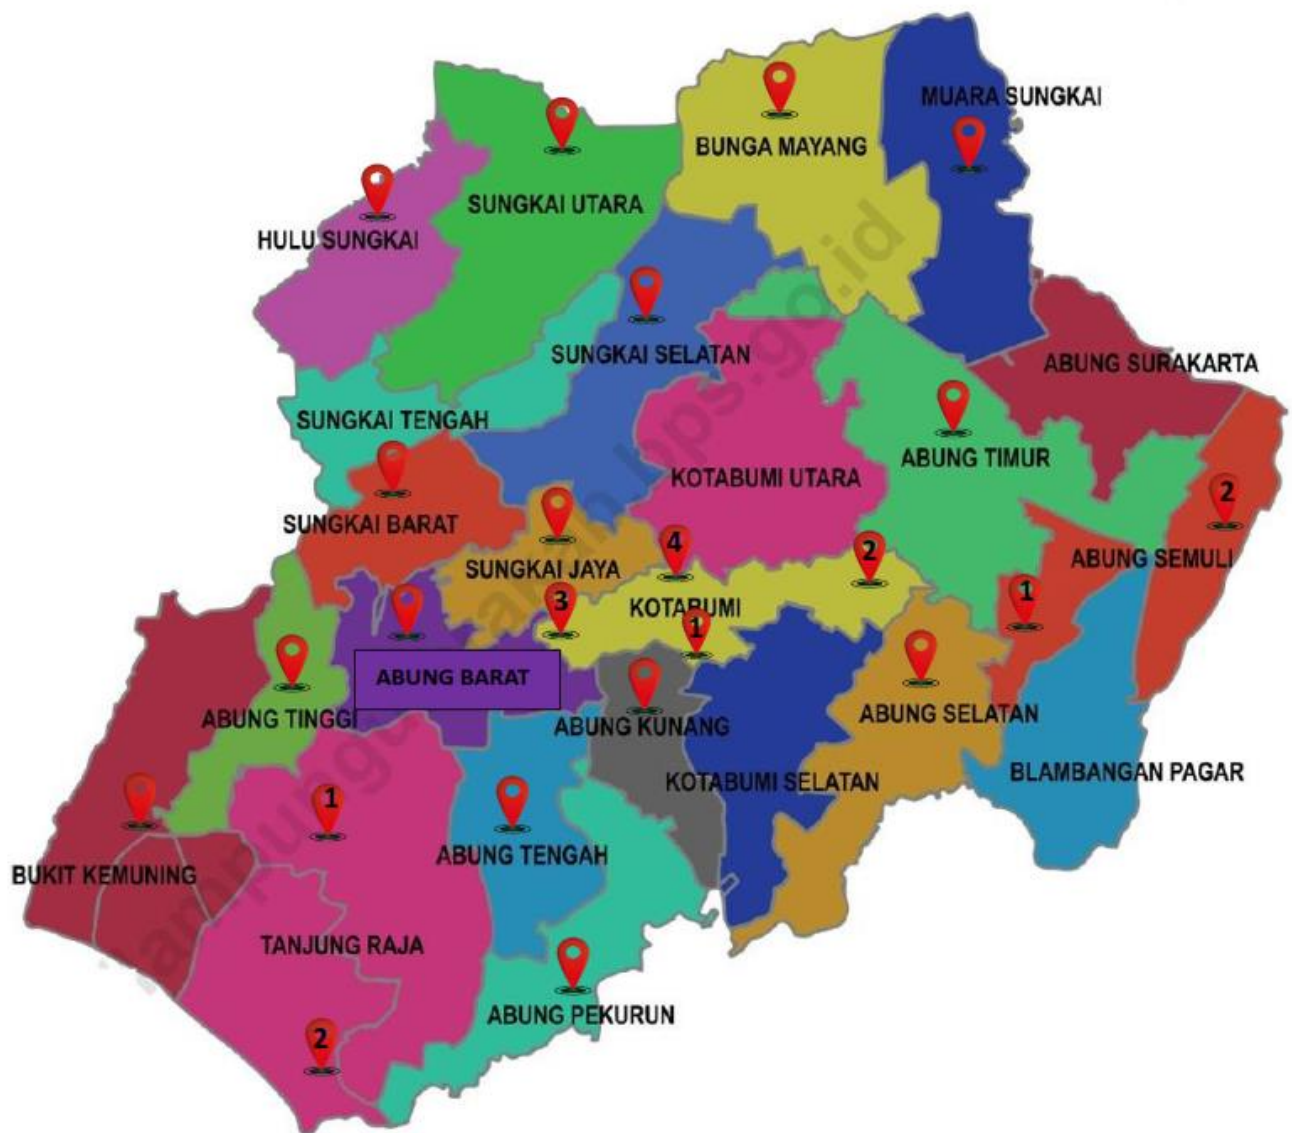 MUARA SUNGKAI
BUNGA MAYANG
SUNGKAI UTARA
HULU SUNGKAI
SUNGKAI SELATAN
ABUNG SURAKARTA
SUNGKAI TENGAH
ABUNG TIMUR
KOTABUMI UTARA
2
SUNGKAI BARAT
4
2
ABUNG SEMULI
SUNGKAI JAYA
3
KOTABUMI
1
1
ABUNG BARAT
ABUNG TINGGI
ABUNG KUNANG
ABUNG SELATAN
KOTABUMI SELATAN
BLAMBANGAN PAGAR
1
ABUNG TENGAH
BUKIT KEMUNING
TANJUNG RAJA
ABUNG PEKURUN
2